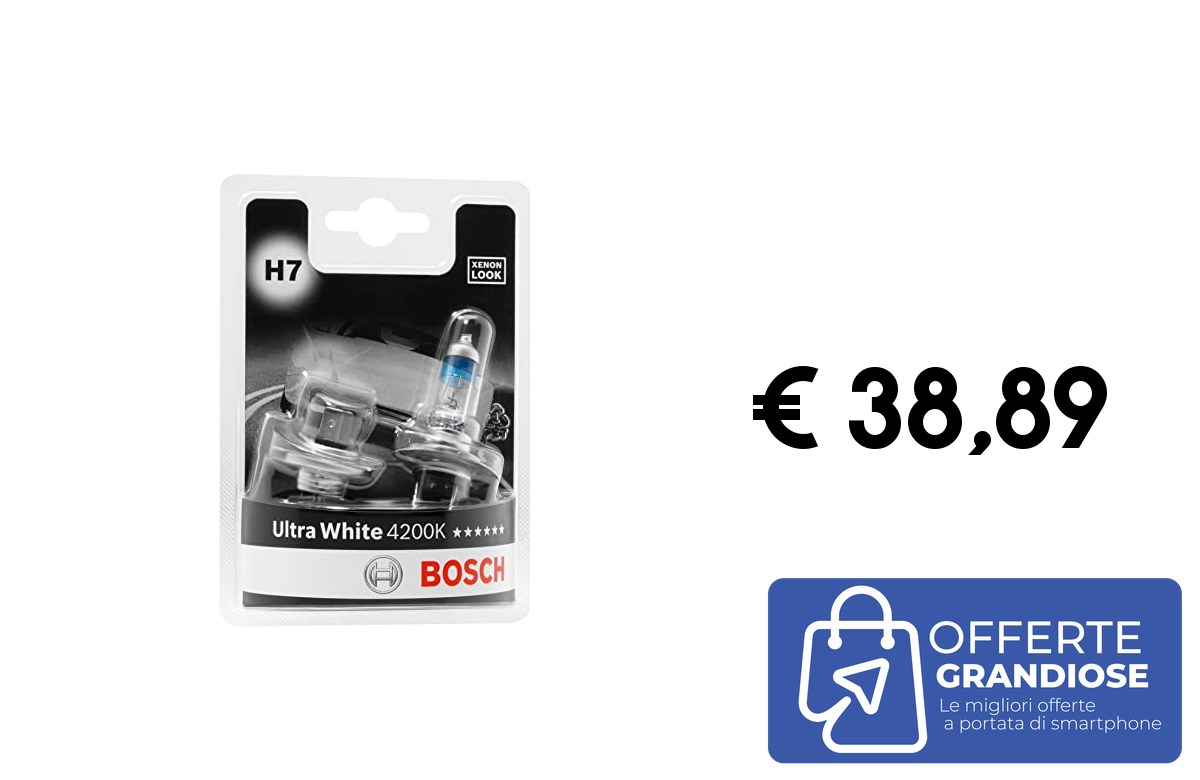 H7
XENON
LOOK
Ultra White 4200K
BOSCH
€ 38,89
OFFERTE
GRANDIOSE
Le migliori offerte
a portata di smartphone